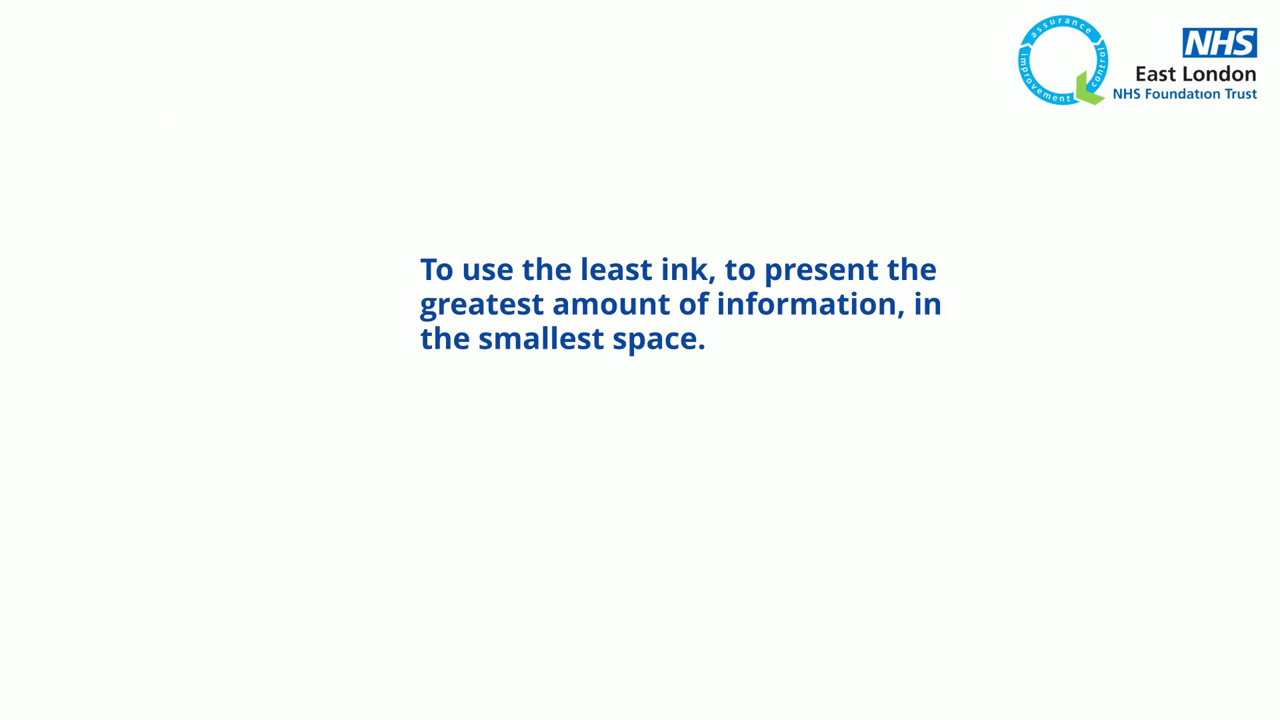 assurance
control
improvement
NHS
East London
NHS Foundation Trust
To use the least ink, to present the
greatest amount of information, in
the smallest space.